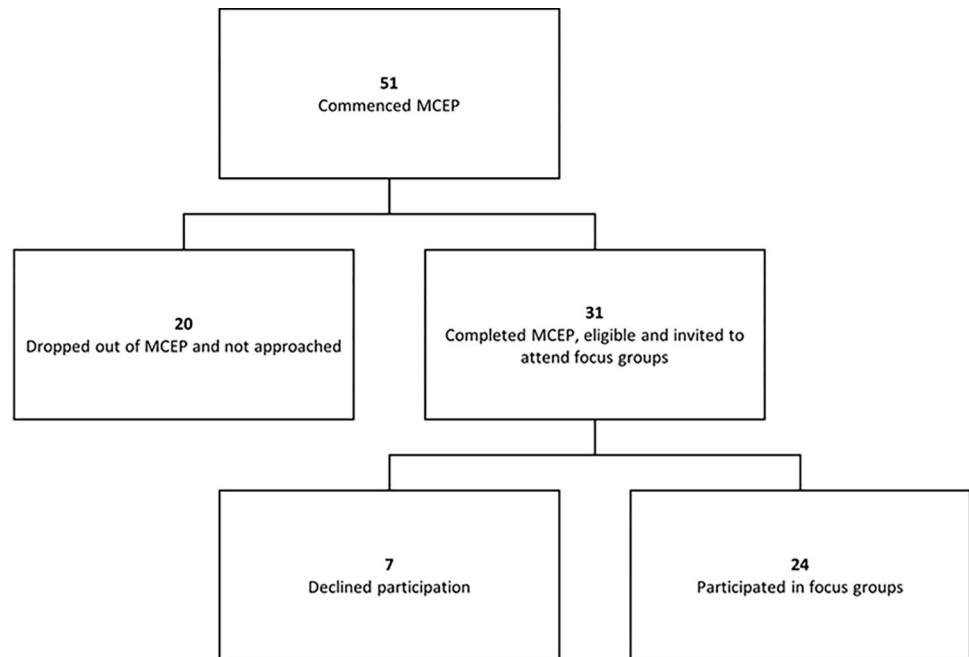 51
Commenced MCEP
20
Dropped out of MCEP and not approached
31
Completed MCEP, eligible and invited to
attend focus groups
7
Declined participation
24
Participated in focus groups